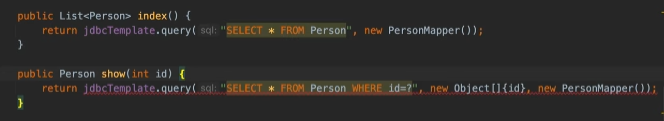 public List<Person> index() {
return jdbcTemplate.query( sql: "SELECT * FROM Person", new PersonMapper());
}
public Person show(int id) {
return jdbcTemplate.query( sql: "SELECT * FROM Person WHERE id=?", new Object[]{id}, new PersonMapper());
}